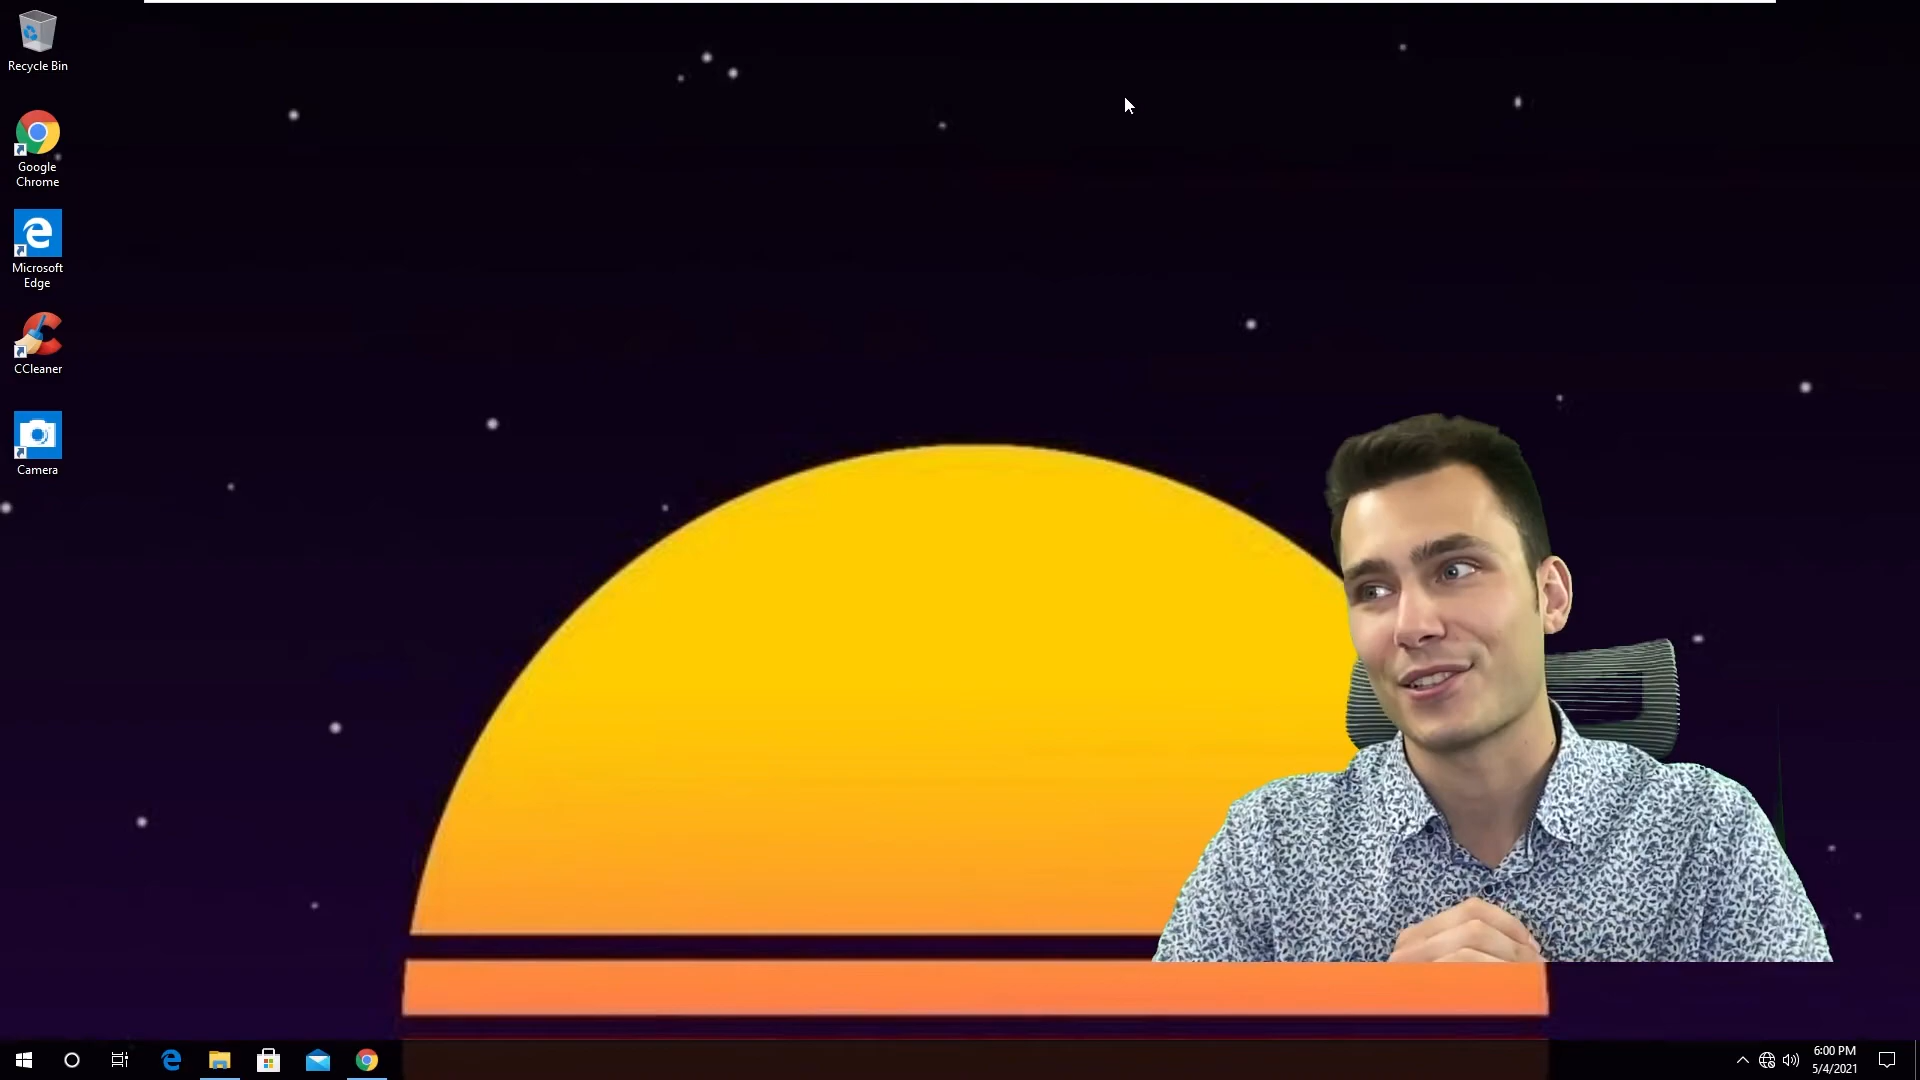 Recycle Bin
Google
Chrome
Microsoft
Edge
CCleaner
Camera
6:00 PM
5/4/2021